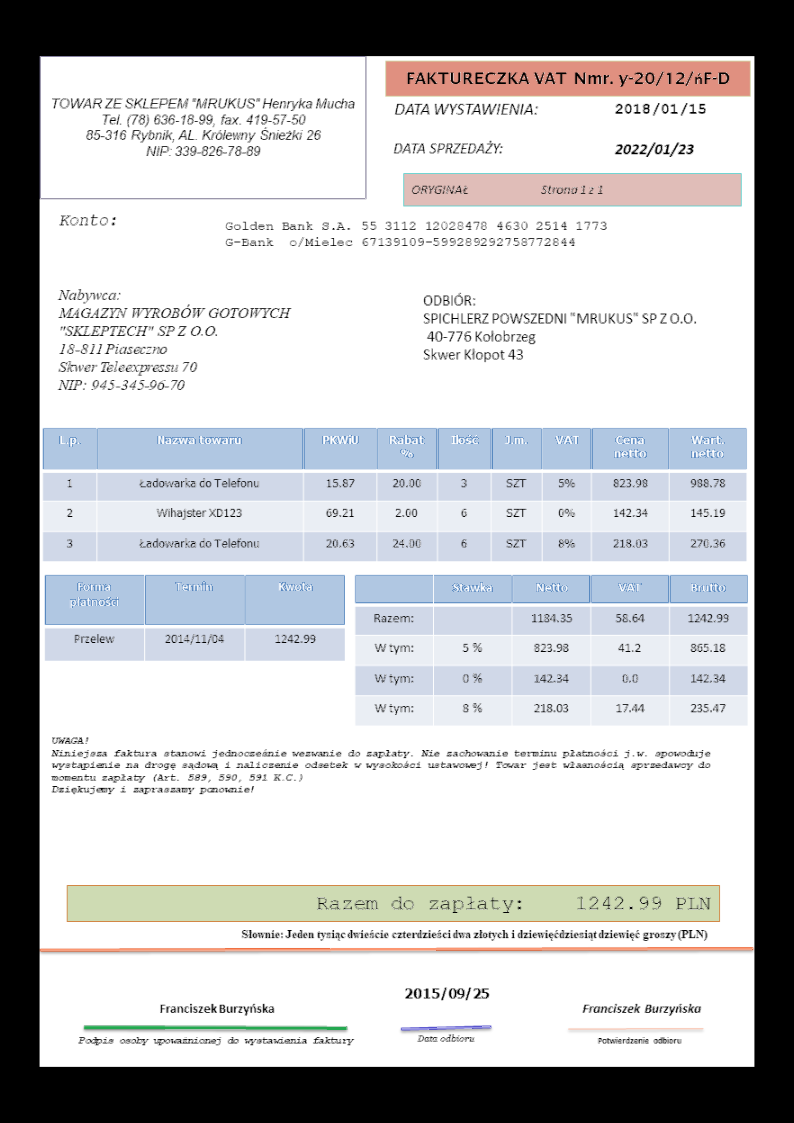 TOWAR ZE SKLEPEM "MRUKUS" Henryka Mucha
Tel. (78) 636-18-99, fax. 419-57-50
85-316 Rybnik, AL. Królewny Śnieżki 26
NIP: 339-826-78-89
FAKTURECZKA VAT Nmr. y-20/12/ńF-D
DATA WYSTAWIENIA: 2018/01/15
DATA SPRZEDAŻY: 2022/01/23
ORYGINAŁ Strona 1 z 1
Konto:
Golden Bank S.A. 55 3112 12028478 4630 2514 1773
G-Bank o/Mielec 67139109-599289292758772844
Nabywca:
MAGAZYN WYROBÓW GOTOWYCH
"SKLEPTECH" SP Z O.O.
18-811 Piaseczno
Skwer Teleexpressu 70
NIP: 945-345-96-70
ODBIÓR:
SPICHLERZ POWSZEDNI "MRUKUS" SP Z O.O.
40-776 Kołobrzeg
Skwer Kłopot 43
L.p. Nazwa towaru PKWiU Rabat % Ilość J.m. VAT Cena netto Wart. netto
1 Ładowarka do Telefonu 15.87 20.00 3 SZT 5% 823.98 988.78
2 Wihajster XD123 69.21 2.00 6 SZT 0% 142.34 145.19
3 Ładowarka do Telefonu 20.63 24.00 6 SZT 8% 218.03 270.36
Forma płatności Termin Kwota
Przelew 2014/11/04 1242.99
Stawka Netto VAT Brutto
Razem: 1184.35 58.64 1242.99
W tym: 5 % 823.98 41.2 865.18
W tym: 0 % 142.34 0.0 142.34
W tym: 8 % 218.03 17.44 235.47
UWAGA!
Niniejsza faktura stanowi jednocześnie wezwanie do zapłaty. Nie zachowanie terminu płatności j.w. spowoduje
wystąpienie na drogę sądową i naliczenie odsetek w wysokości ustawowej! Towar jest własnością sprzedawcy do
momentu zapłaty (Art. 589, 590, 591 K.C.)
Dziękujemy i zapraszamy ponownie!
Razem do zapłaty: 1242.99 PLN
Słownie: Jeden tysiąc dwieście czterdzieści dwa złotych i dziewięćdziesiąt dziewięć groszy (PLN)
2015/09/25
Franciszek Burzyńska Franciszek Burzyńska
Podpis osoby upoważnionej do wystawienia faktury Data odbioru Potwierdzenie odbioru